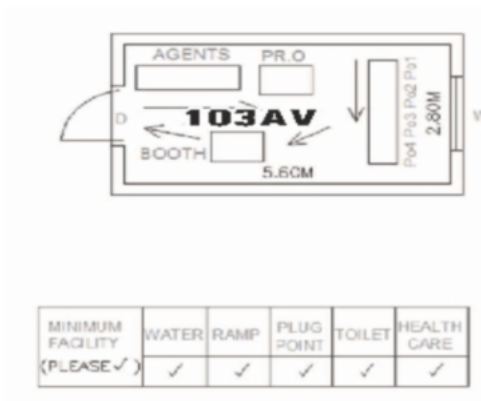 AGENTS PR.O
D 103AV
BOOTH
5.60M
Po4 Po3 Po2 Po1
2.80M
W
MINIMUM FACILITY (PLEASE ✓) WATER RAMP PLUG POINT TOILET HEALTH CARE
✓ ✓ ✓ ✓ ✓